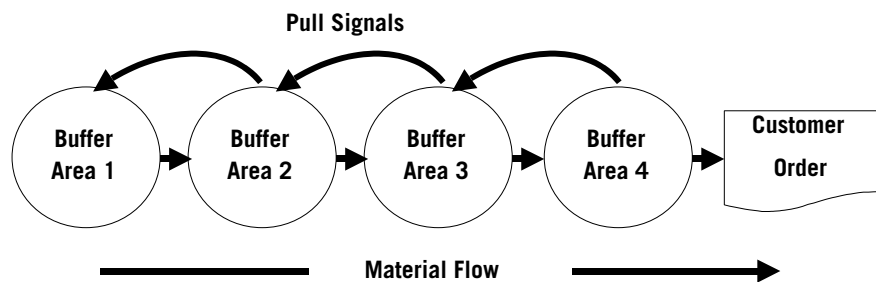 Pull Signals
Buffer
Area 1
Buffer
Area 2
Buffer
Area 3
Buffer
Area 4
Customer
Order
Material Flow